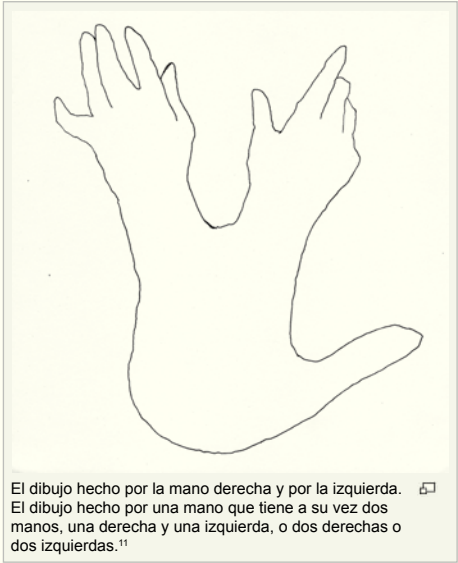 El dibujo hecho por la mano derecha y por la izquierda.
El dibujo hecho por una mano que tiene a su vez dos
manos, una derecha y una izquierda, o dos derechas o
dos izquierdas.¹¹